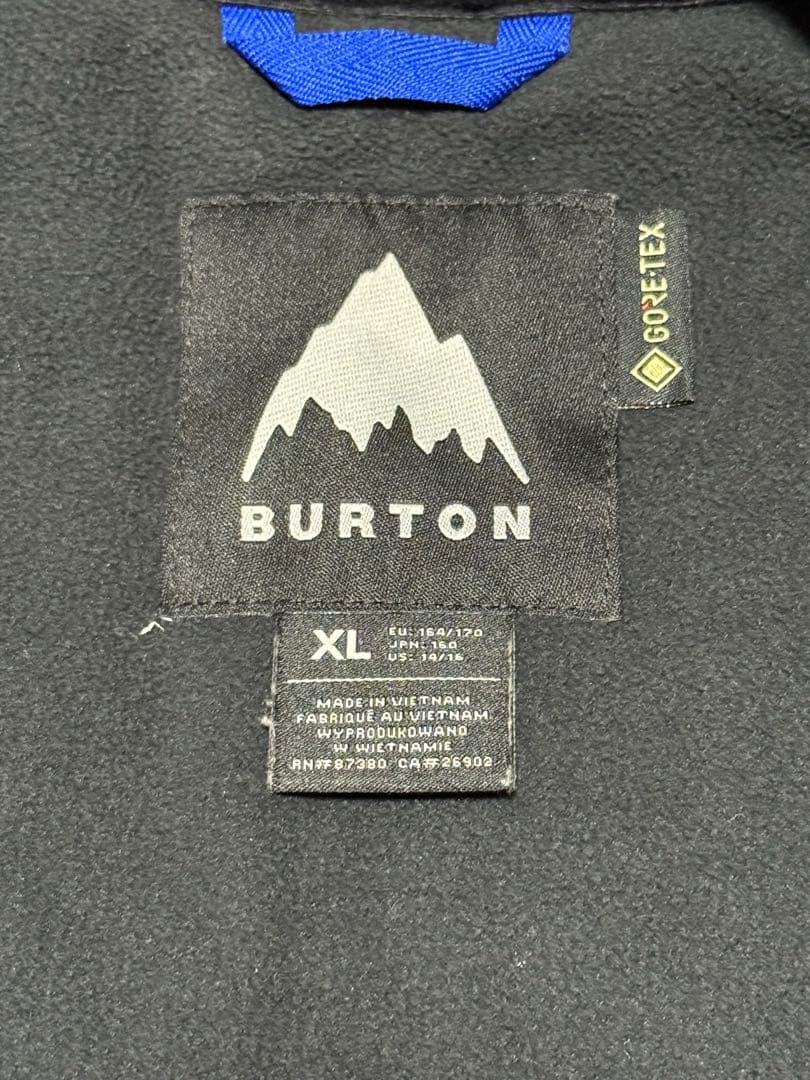 BURTON
GORE-TEX
XL
EU: 164/170
JPN: 160
US: 14/16
MADE IN VIETNAM
FABRIQUÉ AU VIETNAM
WYPRODUKOWANO
W WIETNAMIE
RN# 87380 CA# 26902